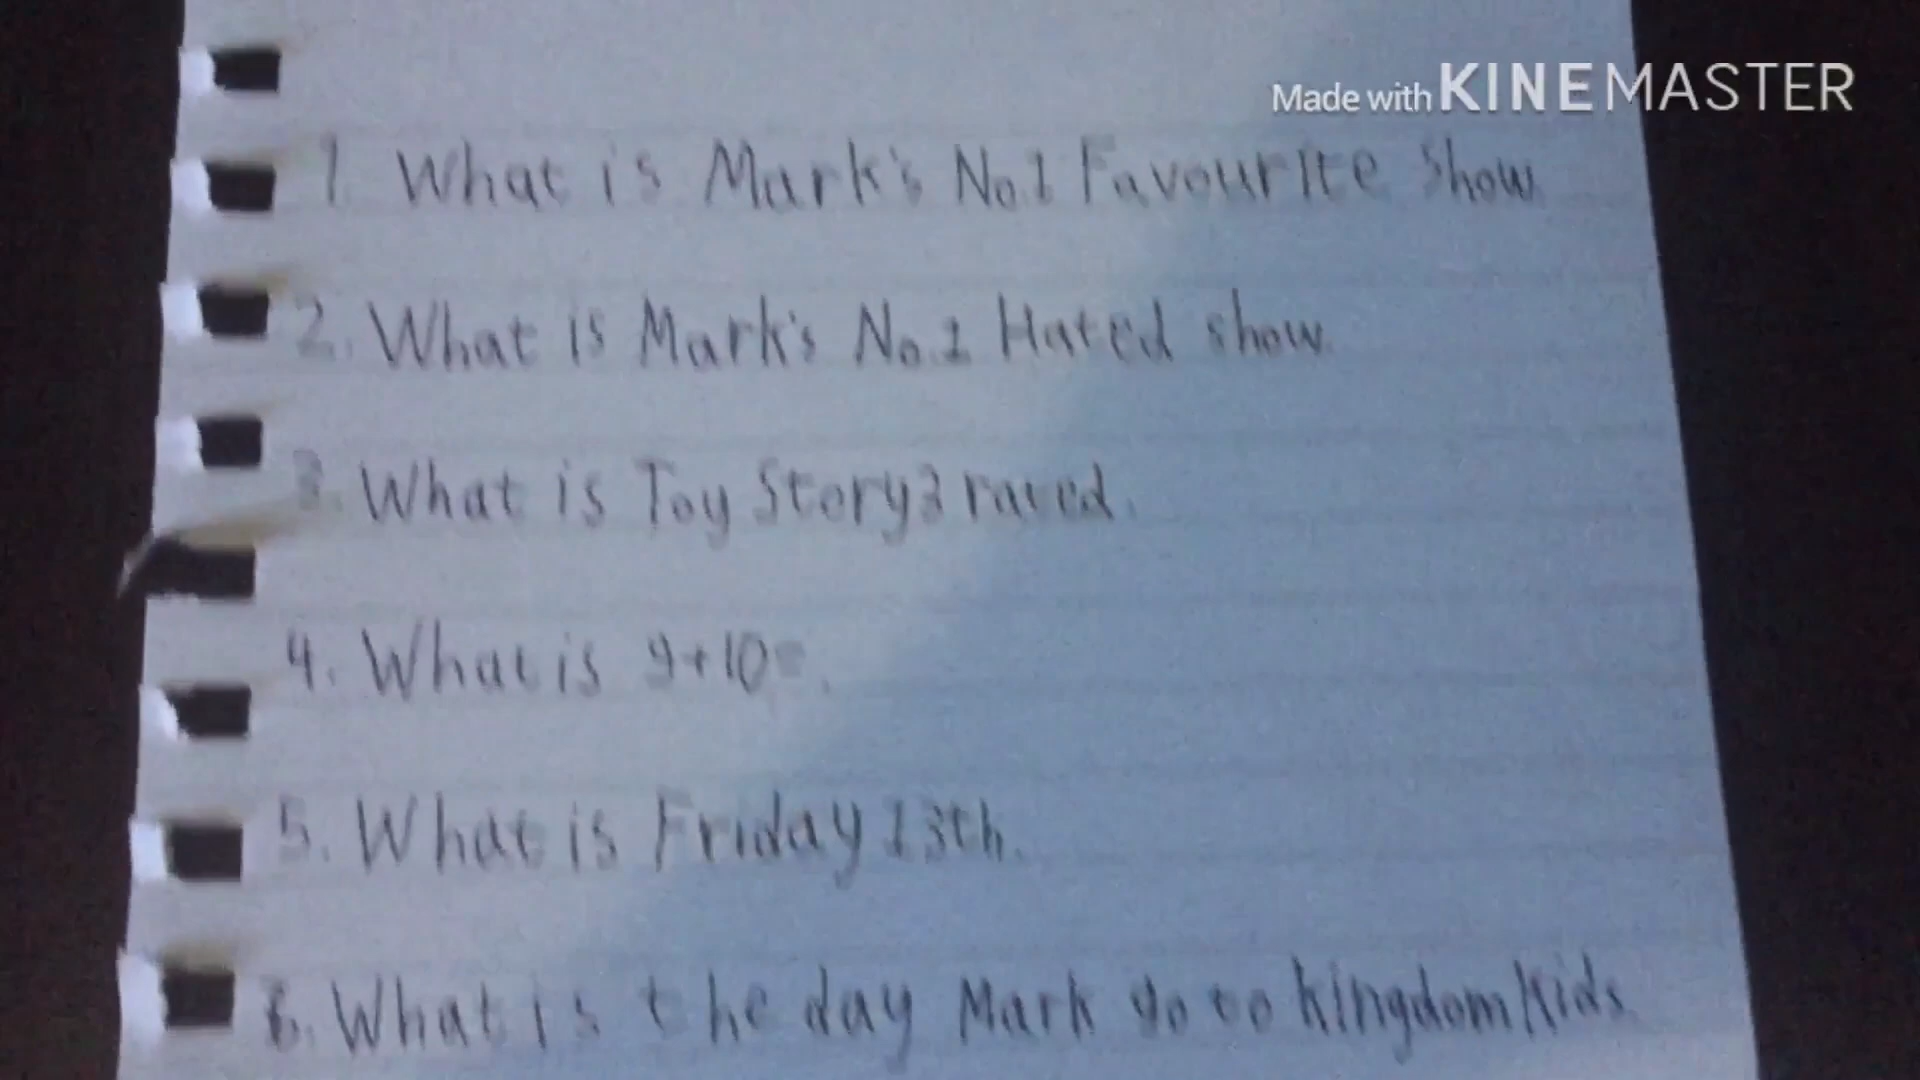 Made with KINEMASTER
1. What is Mark's No.1 Favourite Show.
2. What is Mark's No.1 Hated show.
3. What is Toy Story3 rated.
4. What is 9+10=.
5. What is Friday 13th.
6. What is the day Mark go to kingdom kids.